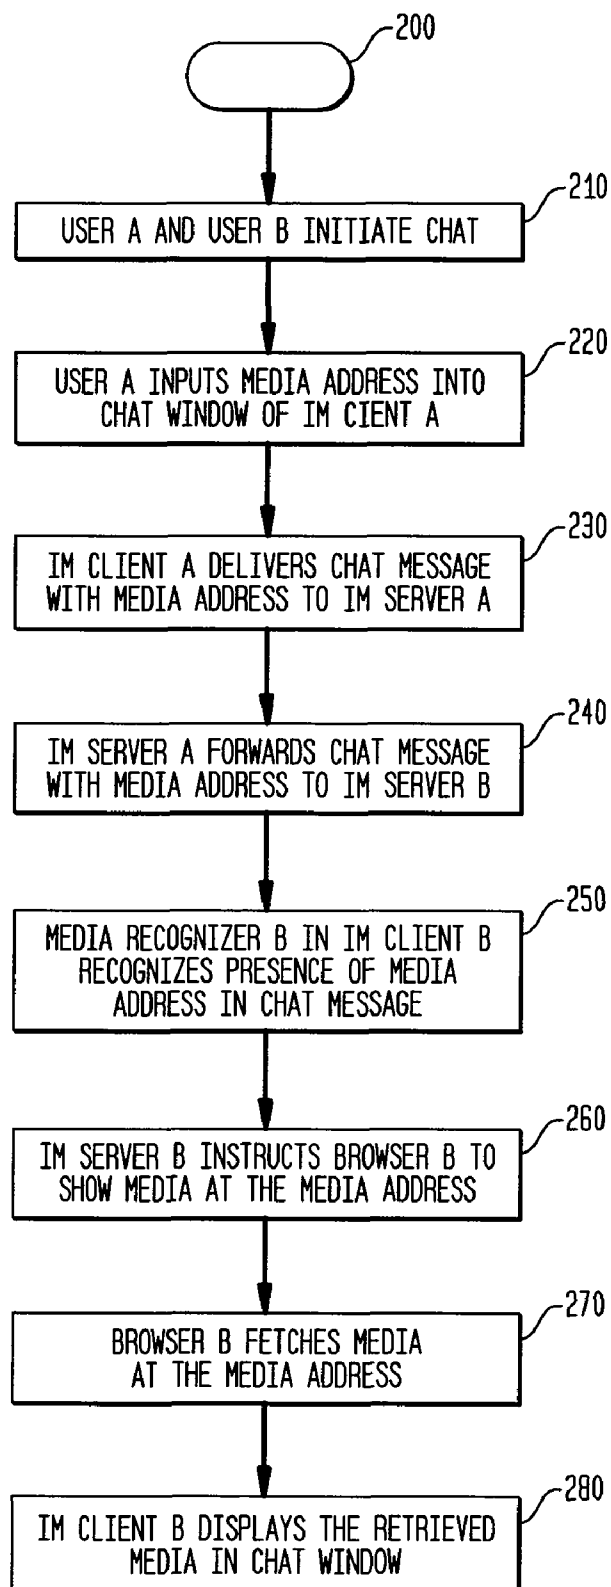 200
210
USER A AND USER B INITIATE CHAT
220
USER A INPUTS MEDIA ADDRESS INTO
CHAT WINDOW OF IM CIENT A
230
IM CLIENT A DELIVERS CHAT MESSAGE
WITH MEDIA ADDRESS TO IM SERVER A
240
IM SERVER A FORWARDS CHAT MESSAGE
WITH MEDIA ADDRESS TO IM SERVER B
250
MEDIA RECOGNIZER B IN IM CLIENT B
RECOGNIZES PRESENCE OF MEDIA
ADDRESS IN CHAT MESSAGE
260
IM SERVER B INSTRUCTS BROWSER B TO
SHOW MEDIA AT THE MEDIA ADDRESS
270
BROWSER B FETCHES MEDIA
AT THE MEDIA ADDRESS
280
IM CLIENT B DISPLAYS THE RETRIEVED
MEDIA IN CHAT WINDOW